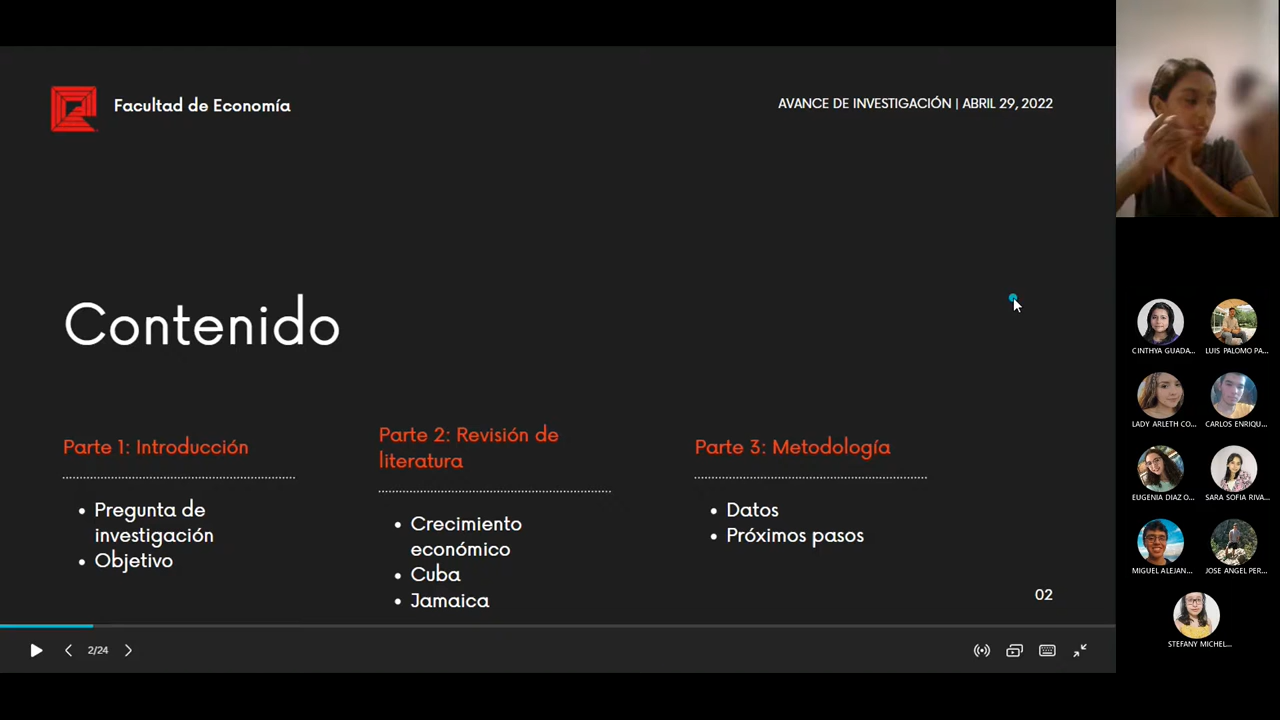 Facultad de Economía
AVANCE DE INVESTIGACIÓN | ABRIL 29, 2022
Contenido
Parte 1: Introducción
• Pregunta de
investigación
• Objetivo
Parte 2: Revisión de
literatura
• Crecimiento
económico
• Cuba
• Jamaica
Parte 3: Metodología
• Datos
• Próximos pasos
02
2/24
CINTHYA GUADA...
LUIS PALOMO PA...
LADY ARLETH CO...
CARLOS ENRIQU...
EUGENIA DIAZ O...
SARA SOFIA RIVA...
MIGUEL ALEJAN...
JOSE ANGEL PER...
STEFANY MICHEL...